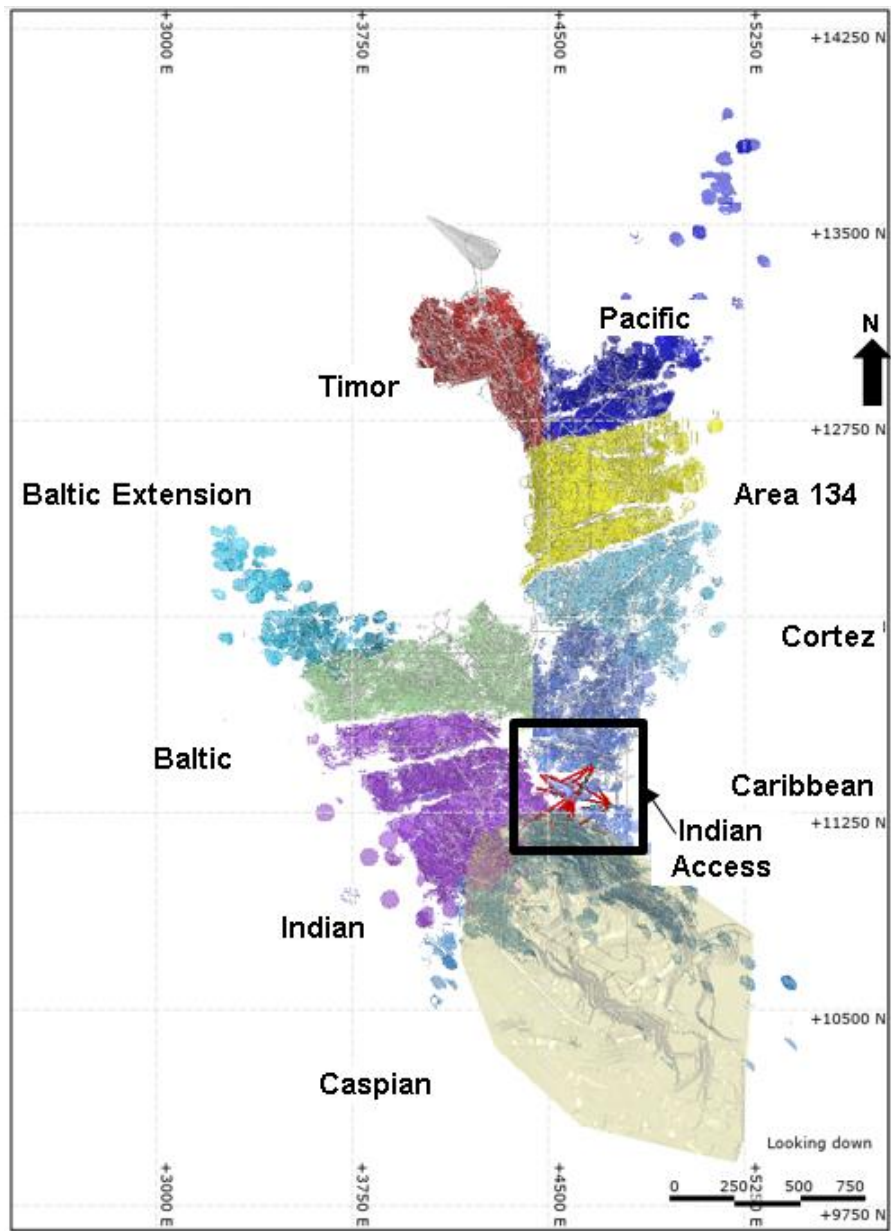 +3000 E
+3750 E
+4500 E
+5250 E
+14250 N
+13500 N
Pacific
N
Timor
+12750 N
Baltic Extension
Area 134
Cortez
Baltic
Caribbean
+11250 N
Indian
Access
Indian
+10500 N
Caspian
Looking down
+3000 E
+3750 E
+4500 E
+5250 E
0 250 500 750
+9750 N